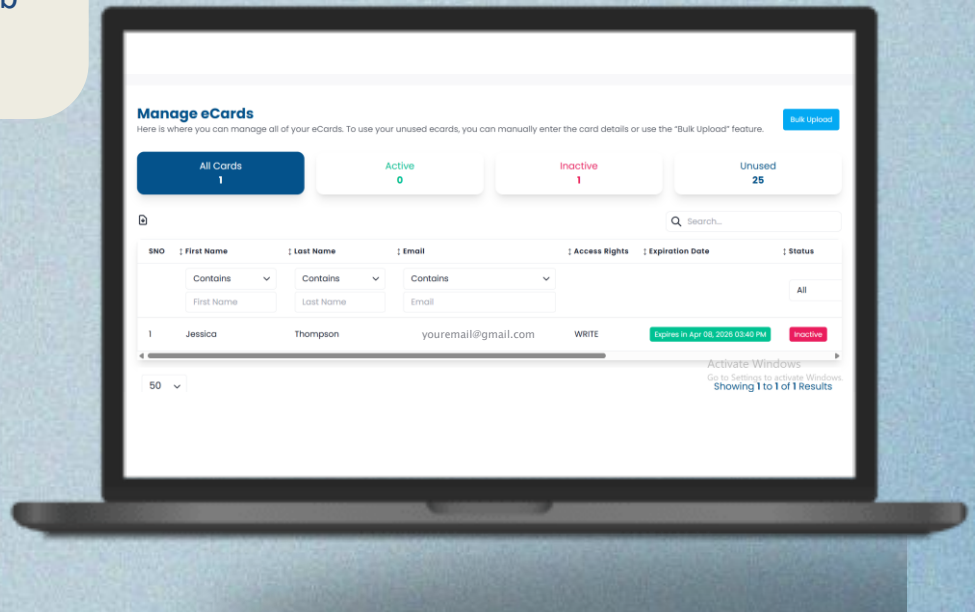 Manage eCards
Here is where you can manage all of your eCards. To use your unused ecards, you can manually enter the card details or use the "Bulk Upload" feature.
Bulk Upload
All Cards
1
Active
0
Inactive
1
Unused
25
Search...
SNO First Name Last Name Email Access Rights Expiration Date Status
Contains Contains Contains
All
First Name Last Name Email
1 Jessica Thompson youremail@gmail.com WRITE Expires in Apr 08, 2026 03:40 PM Inactive
Activate Windows
Go to Settings to activate Windows.
50
Showing 1 to 1 of 1 Results